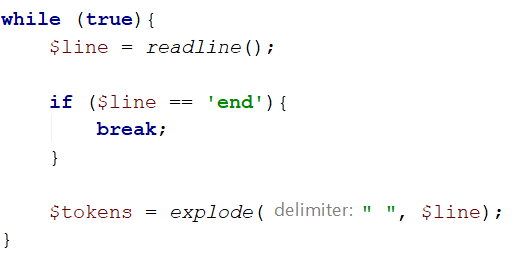 while (true){
    $line = readline();

    if ($line == 'end'){
        break;
    }

    $tokens = explode( delimiter: " ", $line);
}